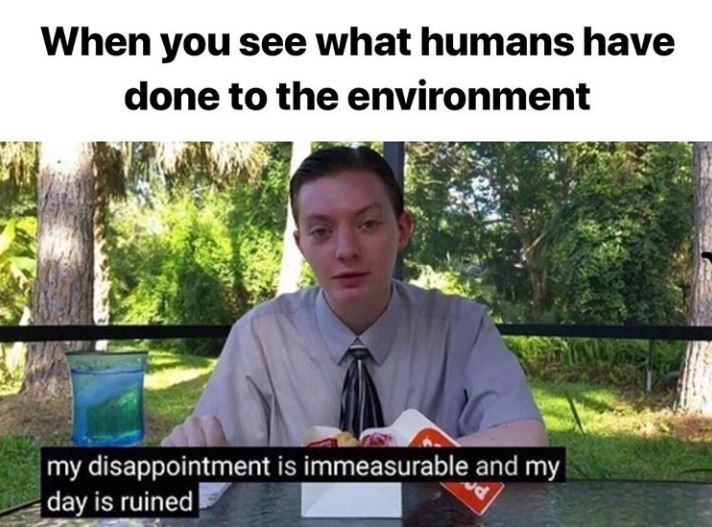 When you see what humans have
done to the environment
my disappointment is immeasurable and my
day is ruined